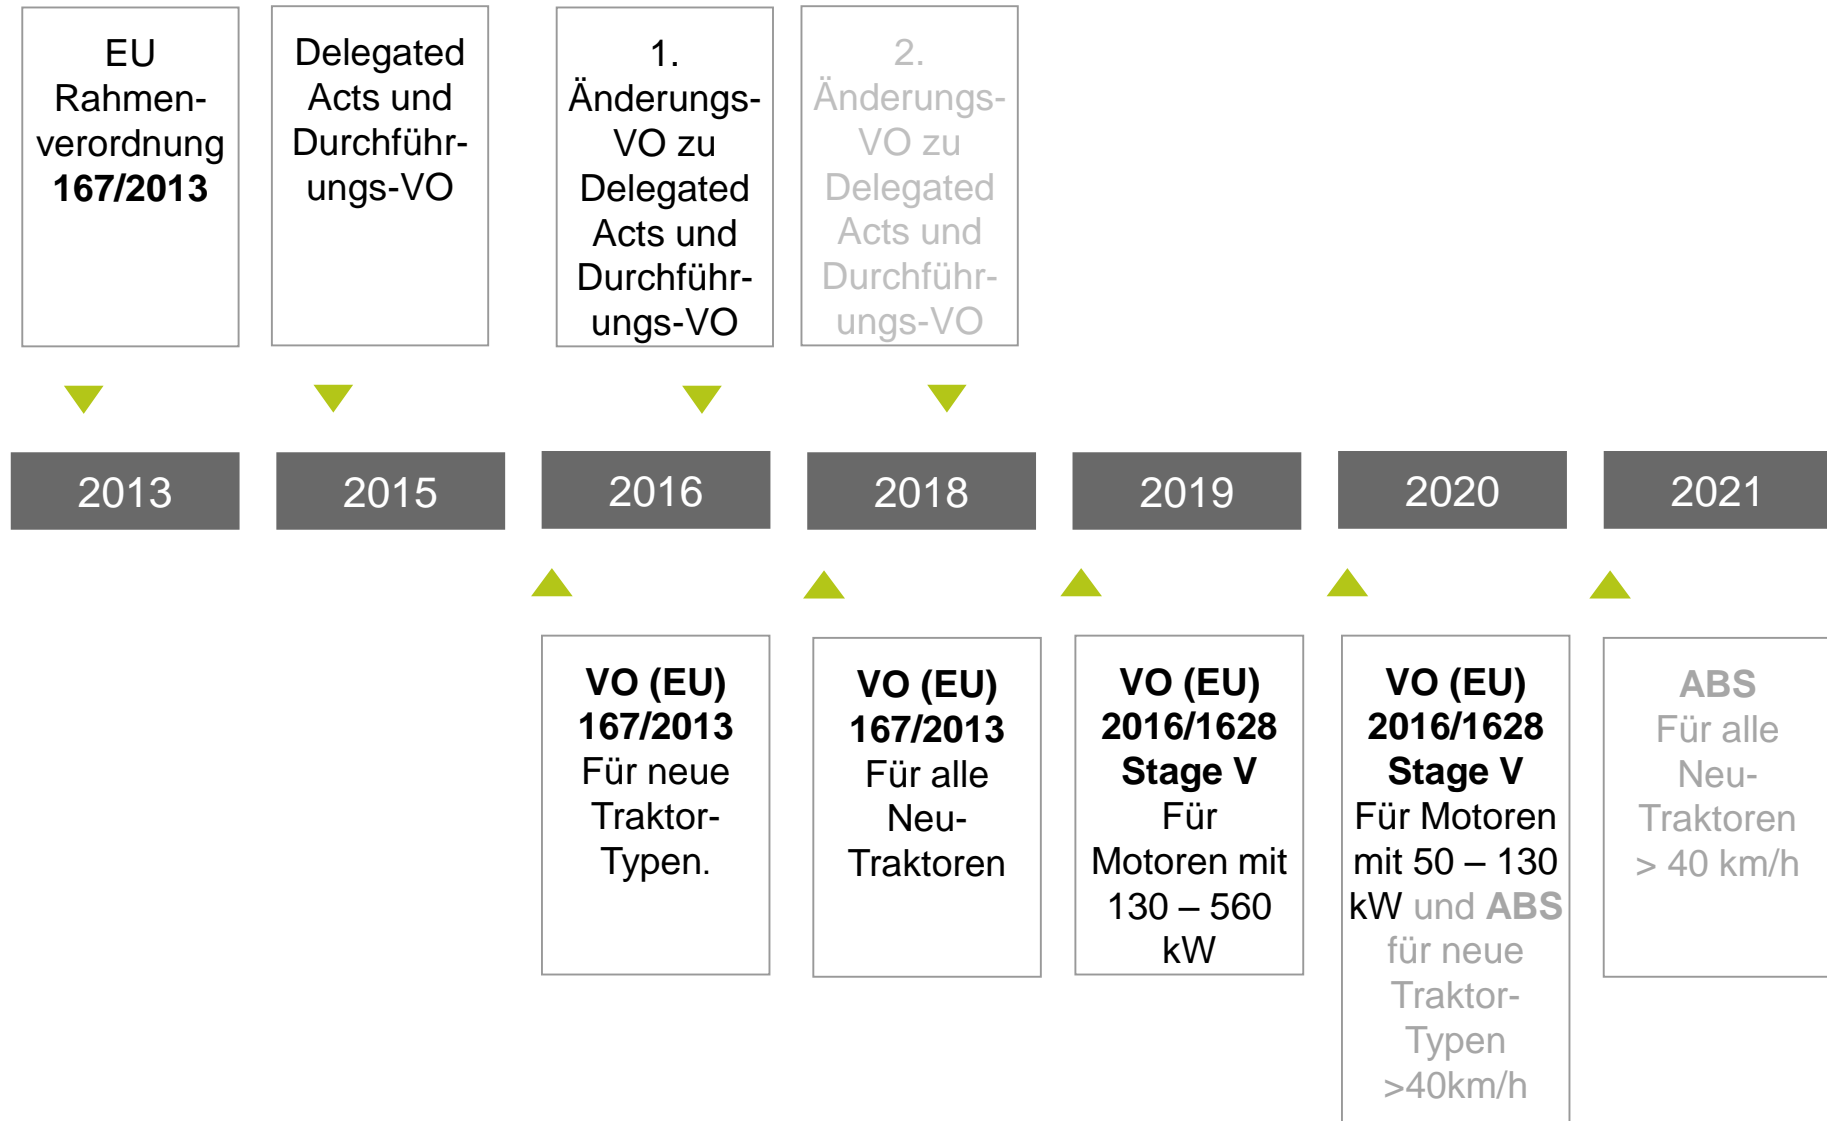 EU
Rahmen-
verordnung
167/2013
Delegated
Acts und
Durchführ-
ungs-VO
1.
Änderungs-
VO zu
Delegated
Acts und
Durchführ-
ungs-VO
2.
Änderungs-
VO zu
Delegated
Acts und
Durchführ-
ungs-VO
2013
2015
2016
2018
2019
2020
2021
VO (EU)
167/2013
Für neue
Traktor-
Typen.
VO (EU)
167/2013
Für alle
Neu-
Traktoren
VO (EU)
2016/1628
Stage V
Für
Motoren mit
130 – 560
kW
VO (EU)
2016/1628
Stage V
Für Motoren
mit 50 – 130
kW und ABS
für neue
Traktor-
Typen
>40km/h
ABS
Für alle
Neu-
Traktoren
> 40 km/h